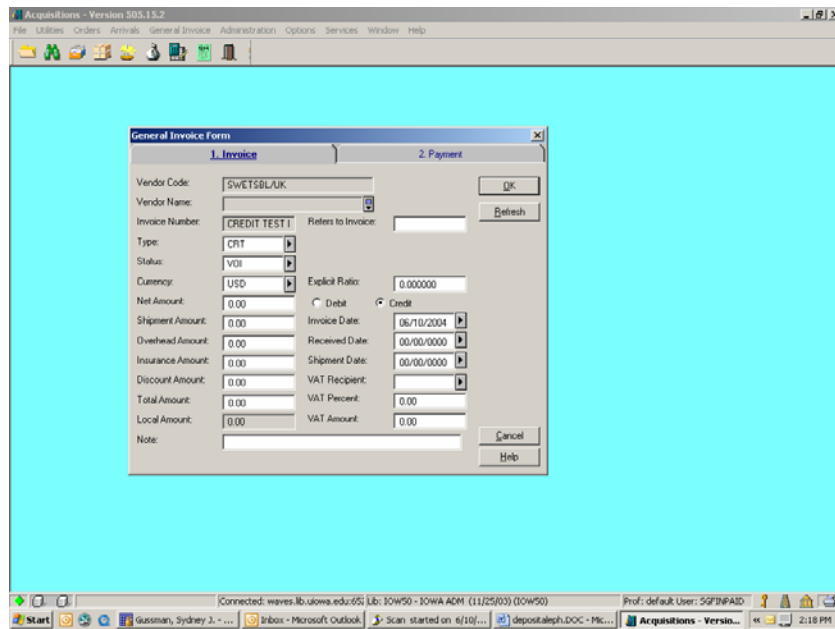 Acquisitions - Version 505.15.2
File Utilities Orders Arrivals General Invoice Administration Options Services Window Help
General Invoice Form
1. Invoice 2. Payment
Vendor Code: SWETSBL/UK OK
Vendor Name: Refresh
Invoice Number: CREDIT TEST I Refers to Invoice:
Type: CRT
Status: VOI
Currency: USD Explicit Ratio: 0.000000
Net Amount: 0.00 Debit Credit
Shipment Amount: 0.00 Invoice Date: 06/10/2004
Overhead Amount: 0.00 Received Date: 00/00/0000
Insurance Amount: 0.00 Shipment Date: 00/00/0000
Discount Amount: 0.00 VAT Recipient:
Total Amount: 0.00 VAT Percent: 0.00
Local Amount: 0.00 VAT Amount: 0.00
Note: Cancel
Help
Connected: waves.lib.uiowa.edu:65 Lib: IOW50 - IOWA ADM (11/25/03) (IOW50) Prof: default User: SGFINPAID
Start Gussman, Sydney J. - ... Inbox - Microsoft Outlook Scan started on 6/10/... depositaleph.DOC - Mic... Acquisitions - Versio... 2:18 PM